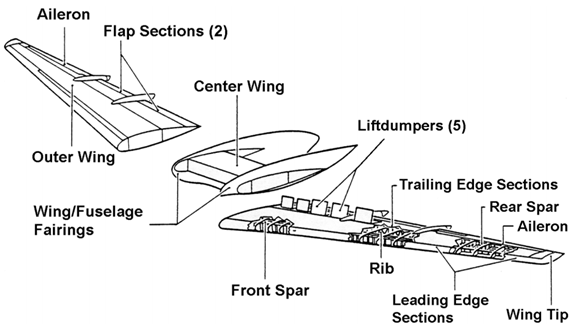 Aileron
Flap Sections (2)
Center Wing
Outer Wing
Liftdumpers (5)
Trailing Edge Sections
Rear Spar
Aileron
Wing/Fuselage
Fairings
Rib
Front Spar
Leading Edge
Sections
Wing Tip